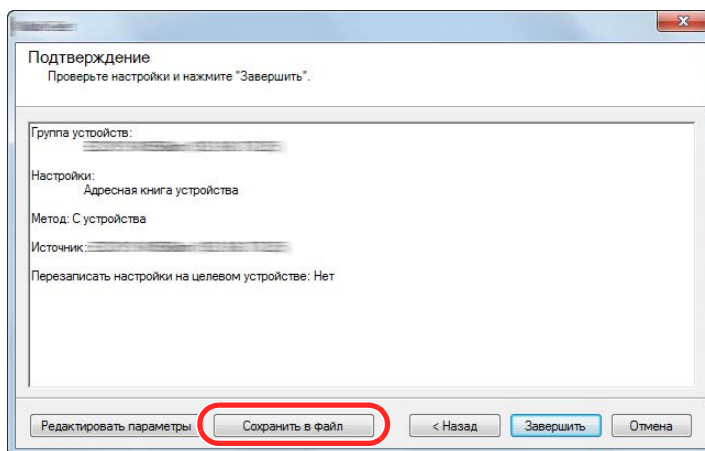 Подтверждение
Проверьте настройки и нажмите "Завершить".
Группа устройств:
Настройки:
Адресная книга устройства
Метод: С устройства
Источник:
Перезаписать настройки на целевом устройстве: Нет
Редактировать параметры Сохранить в файл < Назад Завершить Отмена